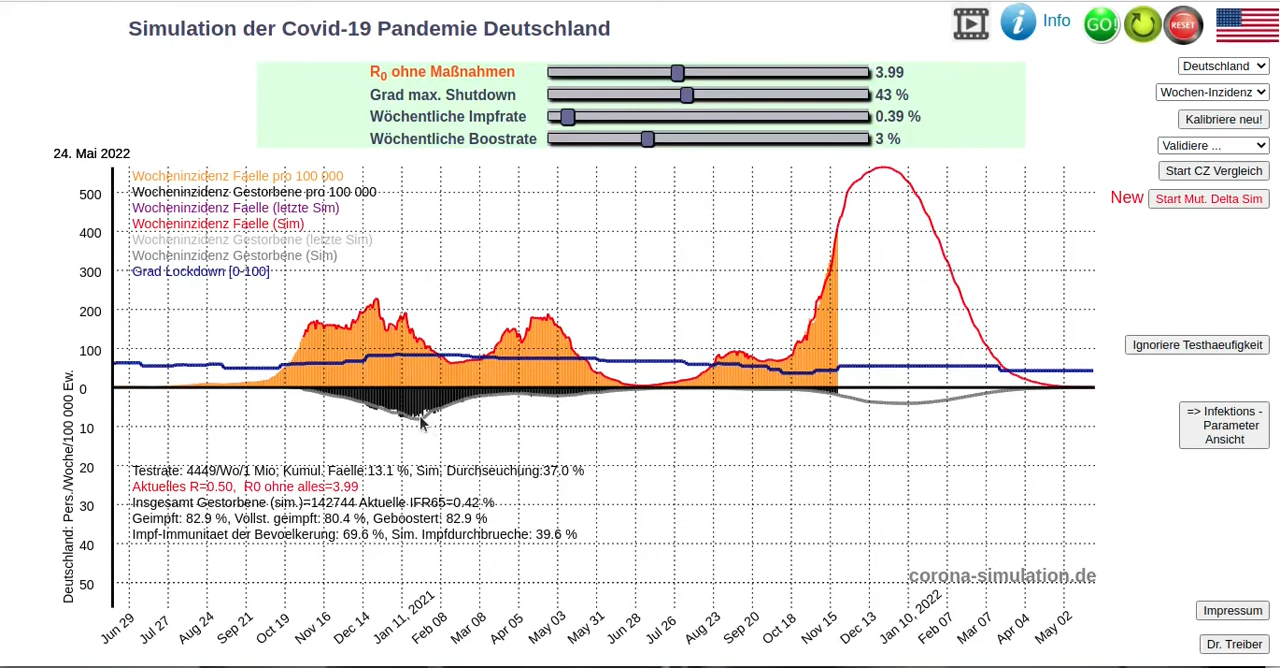 Simulation der Covid-19 Pandemie Deutschland
Info
GO!
RESET
R0 ohne Maßnahmen 3.99
Grad max. Shutdown 43 %
Wöchentliche Impfrate 0.39 %
Wöchentliche Boostrate 3 %
Deutschland
Wochen-Inzidenz
Kalibriere neu!
Validiere ...
Start CZ Vergleich
New Start Mut. Delta Sim
Ignoriere Testhaeufigkeit
=> Infektions -
Parameter
Ansicht
Impressum
Dr. Treiber
24. Mai 2022
Wocheninzidenz Faelle pro 100 000
Wocheninzidenz Gestorbene pro 100 000
Wocheninzidenz Faelle (letzte Sim)
Wocheninzidenz Faelle (Sim)
Wocheninzidenz Gestorbene (letzte Sim)
Wocheninzidenz Gestorbene (Sim)
Grad Lockdown [0-100]
500
400
300
200
100
0
0
10
20
30
40
50
Deutschland: Pers./Woche/100 000 Ew.
Testrate: 4449/Wo/1 Mio; Kumul. Faelle:13.1 %, Sim. Durchseuchung:37.0 %
Aktuelles R=0.50, R0 ohne alles=3.99
Insgesamt Gestorbene (sim.)=142744 Aktuelle IFR65=0.42 %
Geimpft: 82.9 %, Vollst. geimpft: 80.4 %, Geboostert: 82.9 %
Impf-Immunitaet der Bevoelkerung: 69.6 %, Sim. Impfdurchbrueche: 39.6 %
corona-simulation.de
Jun 29
Jul 27
Aug 24
Sep 21
Oct 19
Nov 16
Dec 14
Jan 11, 2021
Feb 08
Mar 08
Apr 05
May 03
May 31
Jun 28
Jul 26
Aug 23
Sep 20
Oct 18
Nov 15
Dec 13
Jan 10, 2022
Feb 07
Mar 07
Apr 04
May 02